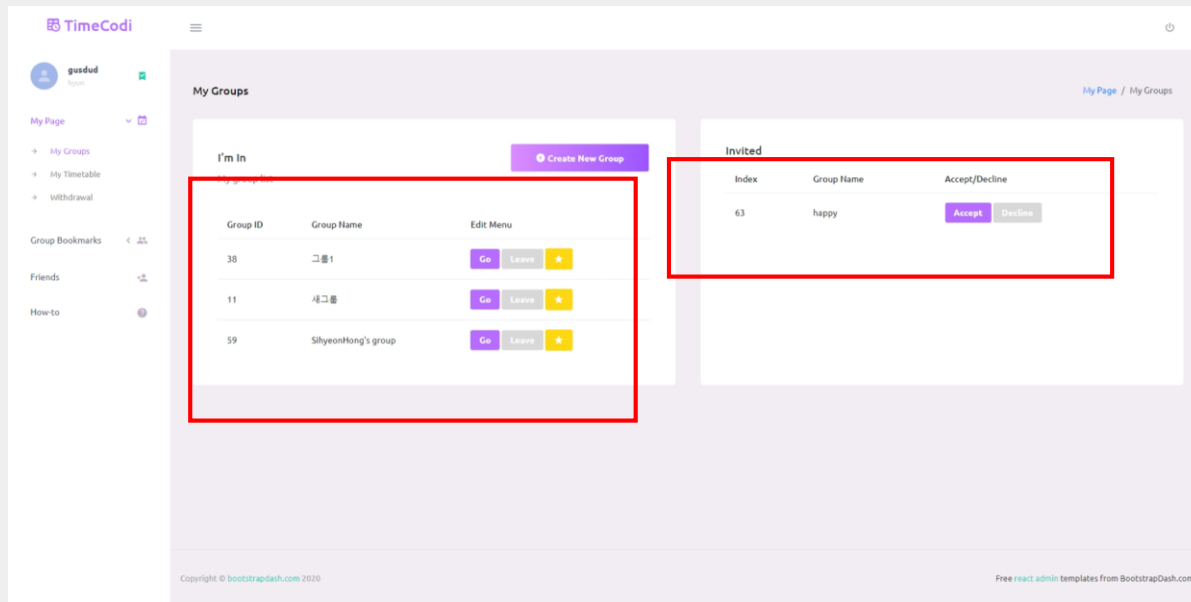 TimeCodi
gusdud
My Page
My Groups
My Timetable
Withdrawal
Group Bookmarks
Friends
How-to
My Groups
My Page / My Groups
I'm In
Create New Group
My group list
Group ID Group Name Edit Menu
38 그룹1 Go Leave
11 새그룹 Go Leave
59 SihyeonHong's group Go Leave
Invited
Index Group Name Accept/Decline
63 happy Accept Decline
Copyright © bootstrapdash.com 2020
Free react admin templates from BootstrapDash.com